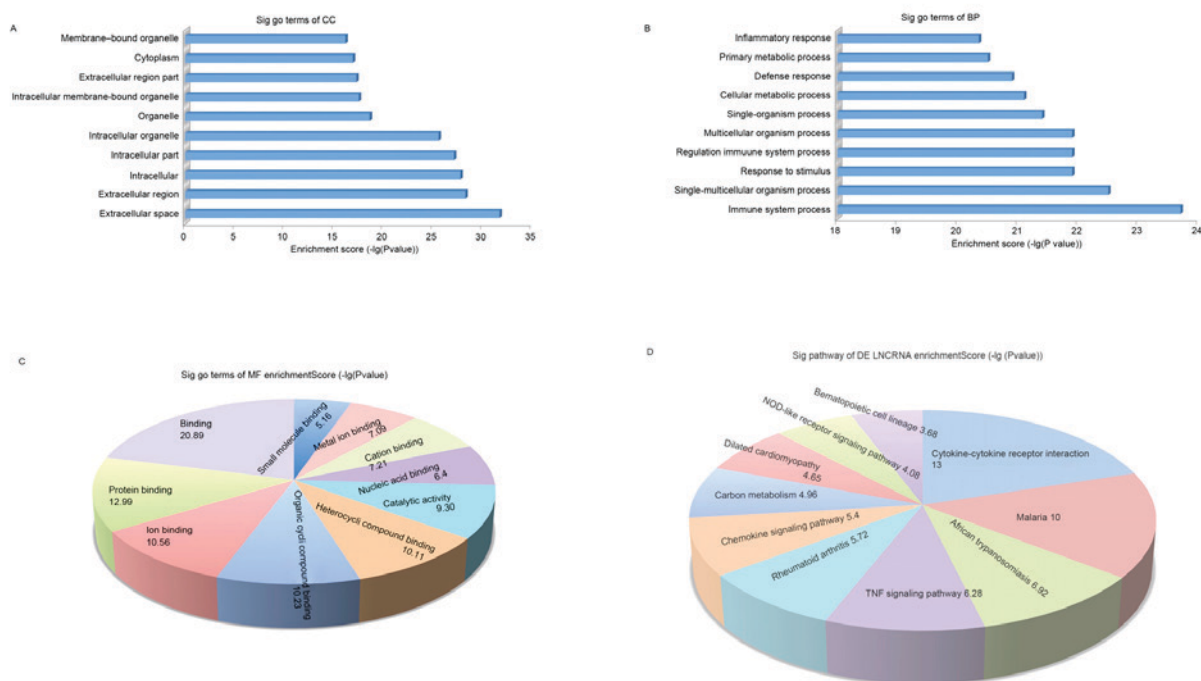 A
Sig go terms of CC
Membrane–bound organelle
Cytoplasm
Extracellular region part
Intracellular membrane-bound organelle
Organelle
Intracellular organelle
Intracellular part
Intracellular
Extracellular region
Extracellular space
0 5 10 15 20 25 30 35
Enrichment score (-lg(Pvalue))
B
Sig go terms of BP
Inflammatory response
Primary metabolic process
Defense response
Cellular metabolic process
Single-organism process
Multicellular organism process
Regulation immuune system process
Response to stimulus
Single-multicellular organism process
Immune system process
18 19 20 21 22 23 24
Enrichment score (-lg(P value))
C
Sig go terms of MF enrichmentScore (-lg(Pvalue)
Small molecule binding
5.16
Metal ion binding
7.09
Cation binding
7.21
Nucleic acid binding
6.4
Catalytic activity
9.30
Heterocycli compound binding
10.11
Organic cycli compound binding
10.23
Ion binding
10.56
Protein binding
12.99
Binding
20.89
D
Sig pathway of DE LNCRNA enrichmentScore (-lg (Pvalue))
Cytokine-cytokine receptor interaction
13
Malaria 10
African trypanosomiasis 6.92
TNF signaling pathway 6.28
Rheumatoid arthritis 5.72
Chemokine signaling pathway 5.4
Carbon metabolism 4.96
Dilated cardiomyopathy
4.65
NOD-like receptor signaling pathway 4.08
Bematopoietic cell lineage 3.68